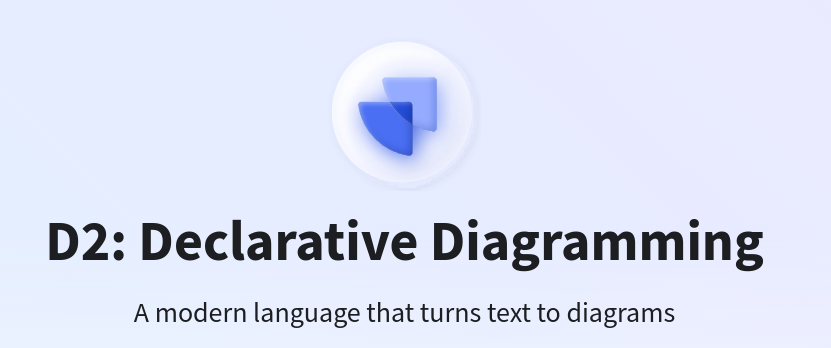 D2: Declarative Diagramming
A modern language that turns text to diagrams